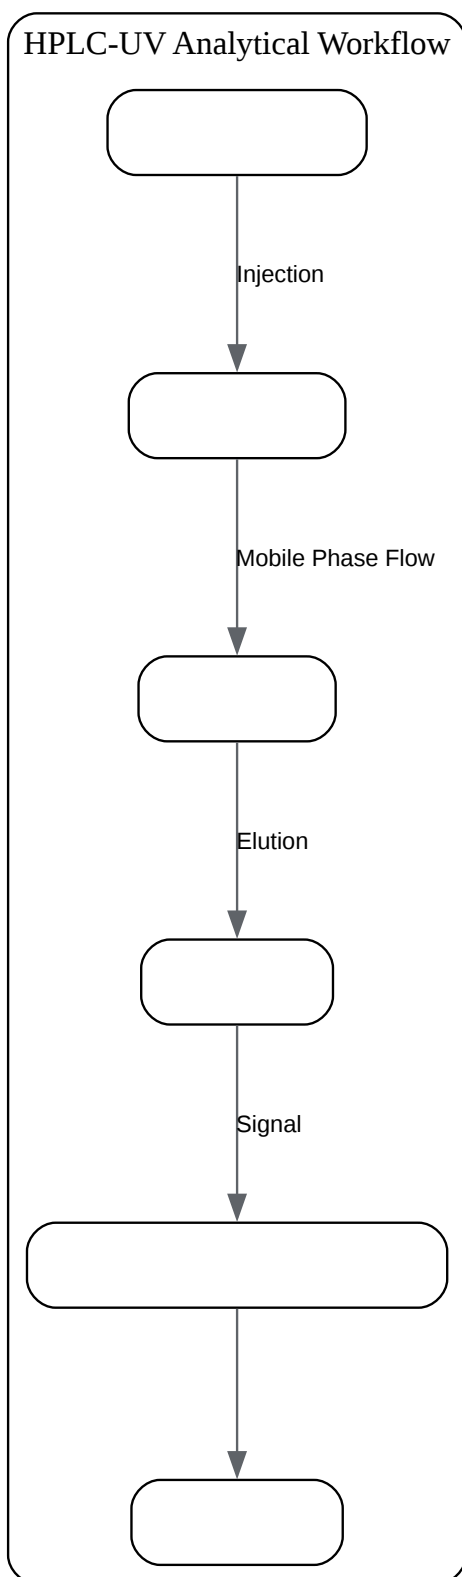 HPLC-UV Analytical Workflow
Injection
Mobile Phase Flow
Elution
Signal